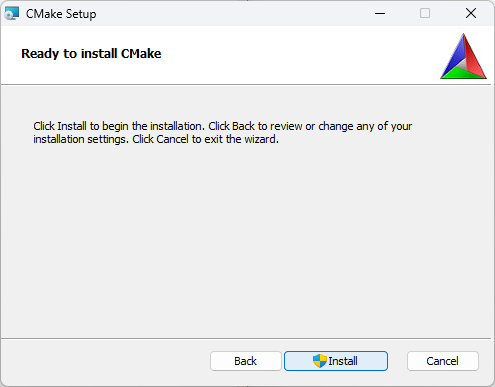 CMake Setup
Ready to install CMake
Click Install to begin the installation. Click Back to review or change any of your
installation settings. Click Cancel to exit the wizard.
Back
Install
Cancel